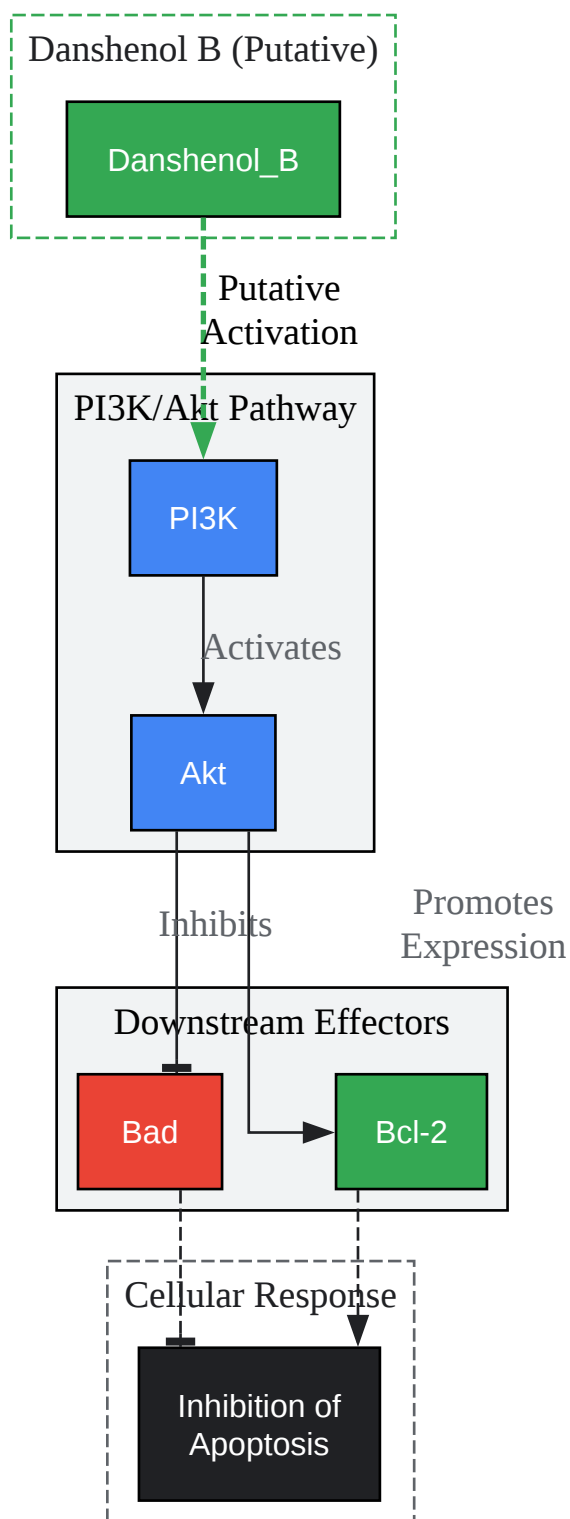 Danshenol B (Putative)
Danshenol_B
Putative
Activation
PI3K/Akt Pathway
PI3K
Activates
Akt
Inhibits
Promotes
Expression
Downstream Effectors
Bad
Bcl-2
Cellular Response
Inhibition of
Apoptosis